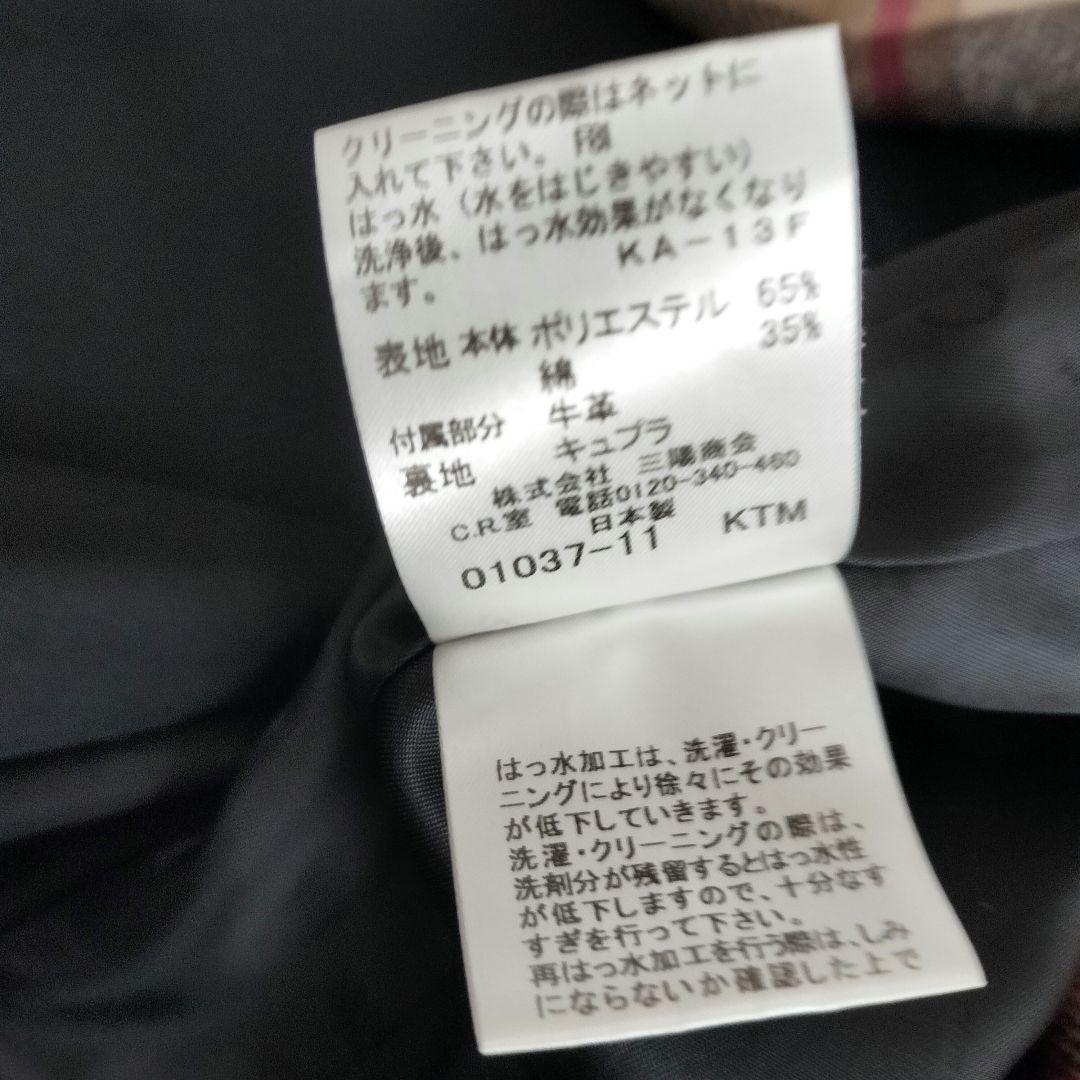 クリーニングの際はネットに
入れて下さい。 FBI
はっ水（水をはじきやすい）
洗浄後、はっ水効果がなくなり
ます。 KA-13F
表地 本体 ポリエステル 65%
綿 35%
付属部分 牛革
裏地 キュプラ
株式会社 三陽商会
C.R.室 電話0120-340-460
日本製
01037-11 KTM
はっ水加工は、洗濯・クリー
ニングにより徐々にその効果
が低下していきます。
洗濯・クリーニングの際は、
洗剤分が残留するとはっ水性
が低下しますので、十分なす
すぎを行って下さい。
再はっ水加工を行う際は、しみ
にならないか確認した上で